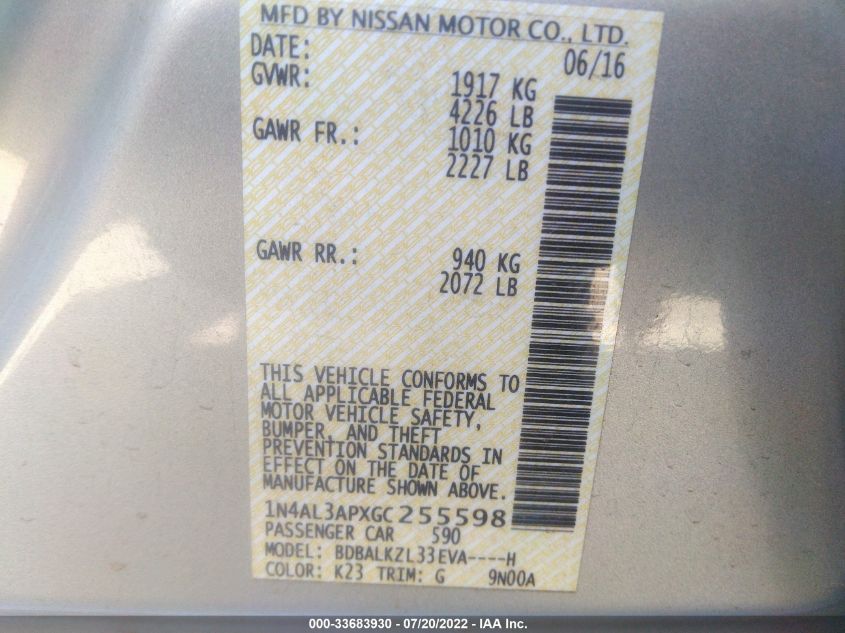 MFD BY NISSAN MOTOR CO., LTD.
DATE: 06/16
GVWR: 1917 KG
4226 LB
GAWR FR.: 1010 KG
2227 LB
GAWR RR.: 940 KG
2072 LB
THIS VEHICLE CONFORMS TO
ALL APPLICABLE FEDERAL
MOTOR VEHICLE SAFETY,
BUMPER, AND THEFT
PREVENTION STANDARDS IN
EFFECT ON THE DATE OF
MANUFACTURE SHOWN ABOVE.
1N4AL3APXGC255598
PASSENGER CAR 590
MODEL: BDBALKZL33EVA----H
COLOR: K23 TRIM: G 9N00A
000-33683930 - 07/20/2022 - IAA Inc.